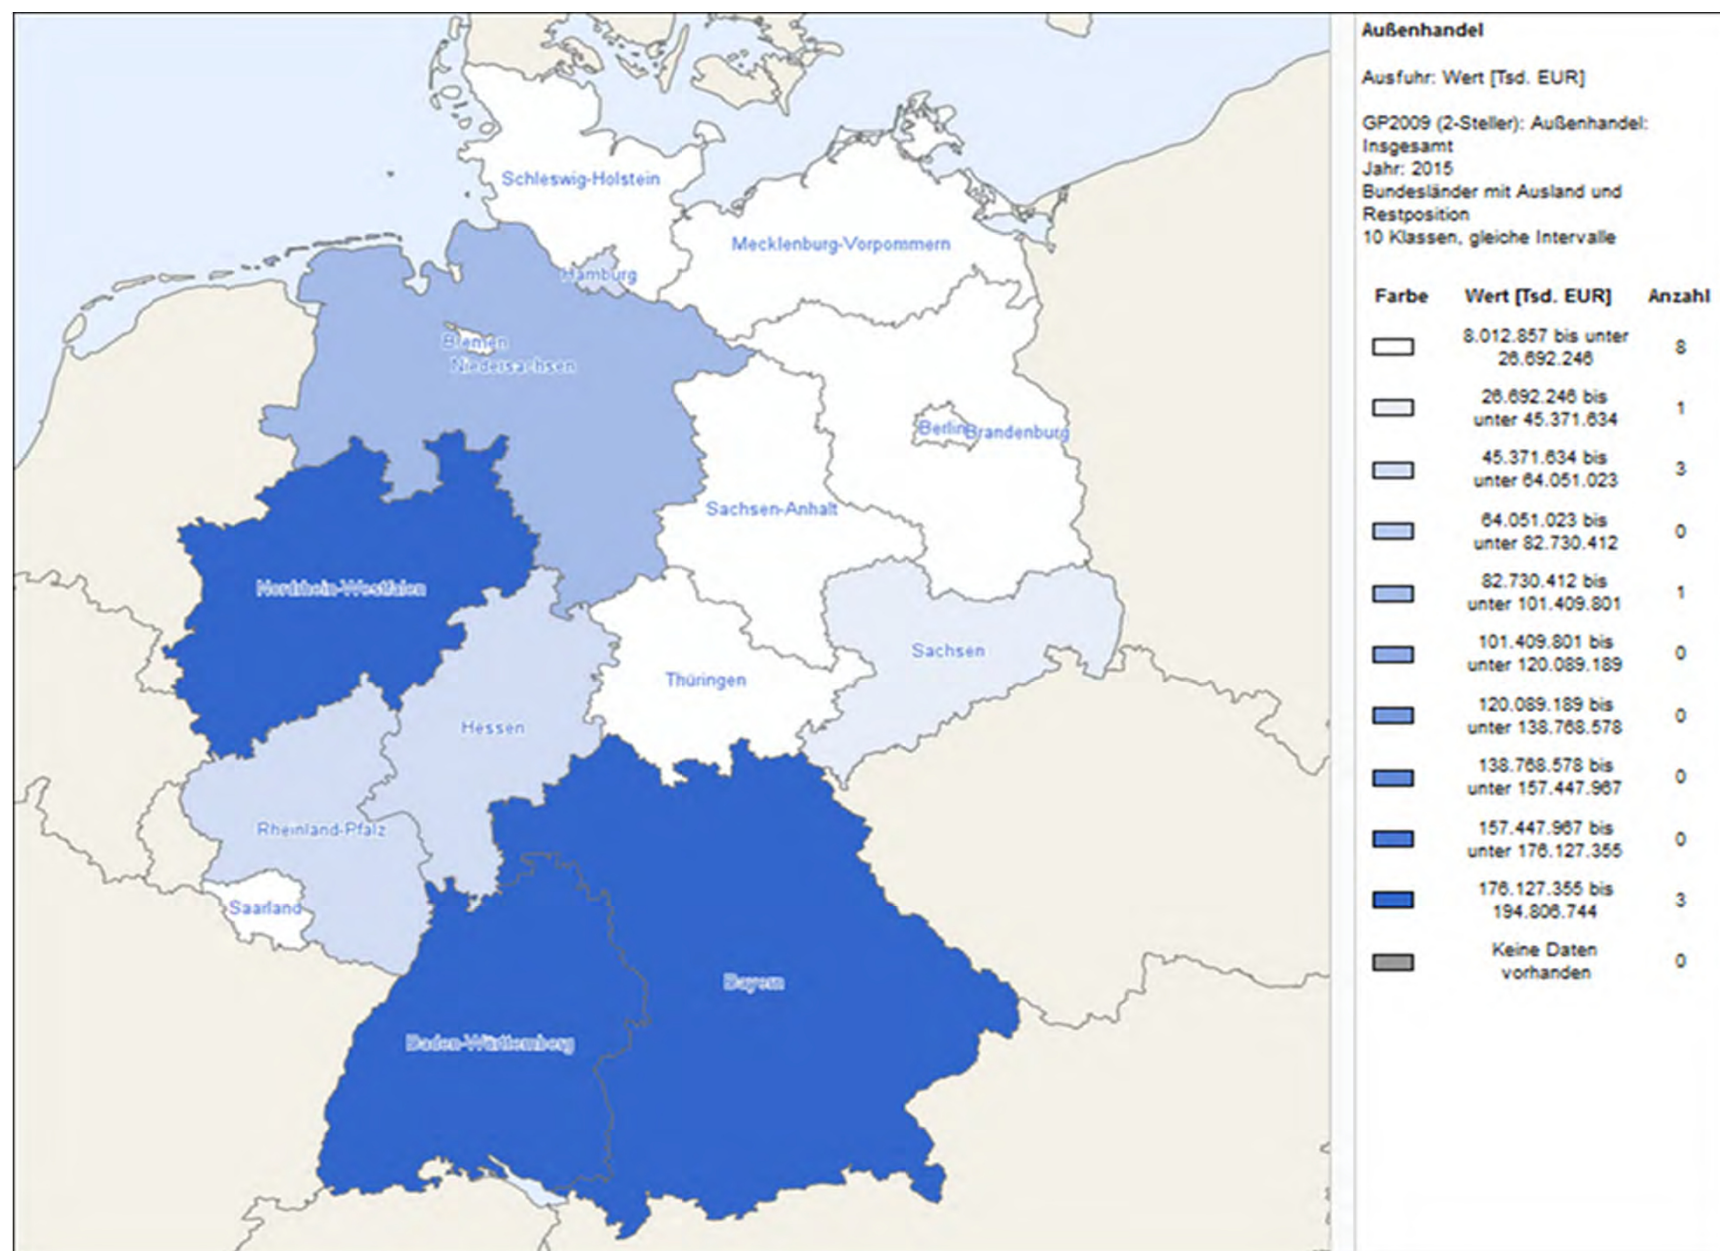 Schleswig-Holstein
Mecklenburg-Vorpommern
Hamburg
Bremen
Niedersachsen
Berlin
Brandenburg
Sachsen-Anhalt
Nordrhein-Westfalen
Sachsen
Thüringen
Hessen
Rheinland-Pfalz
Saarland
Bayern
Baden-Württemberg
Außenhandel
Ausfuhr: Wert [Tsd. EUR]
GP2009 (2-Steller): Außenhandel:
Insgesamt
Jahr: 2015
Bundesländer mit Ausland und
Restposition
10 Klassen, gleiche Intervalle
Farbe Wert [Tsd. EUR] Anzahl
8.012.857 bis unter
26.692.246
8
26.692.246 bis
unter 45.371.634
1
45.371.634 bis
unter 64.051.023
3
64.051.023 bis
unter 82.730.412
0
82.730.412 bis
unter 101.409.801
1
101.409.801 bis
unter 120.089.189
0
120.089.189 bis
unter 138.768.578
0
138.768.578 bis
unter 157.447.967
0
157.447.967 bis
unter 176.127.355
0
176.127.355 bis
194.806.744
3
Keine Daten
vorhanden
0